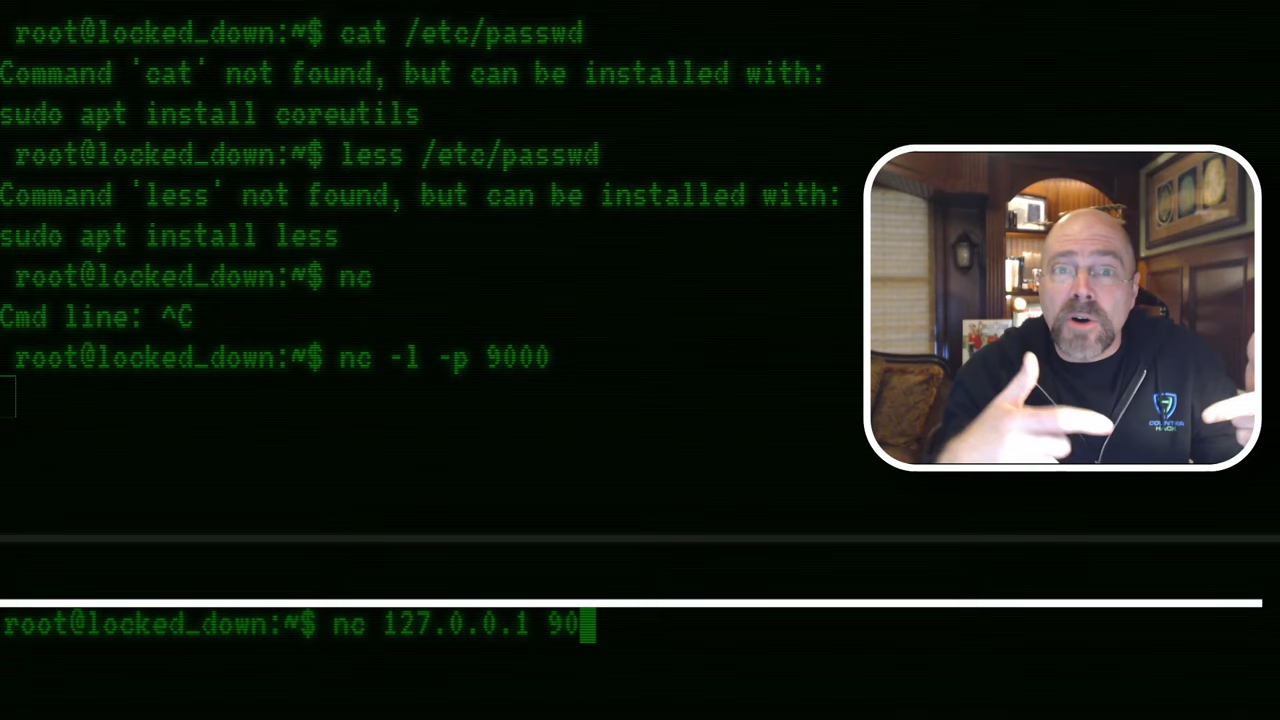 root@locked_down:~$ cat /etc/passwd
Command 'cat' not found, but can be installed with:
sudo apt install coreutils
root@locked_down:~$ less /etc/passwd
Command 'less' not found, but can be installed with:
sudo apt install less
root@locked_down:~$ nc
Cmd line: ^C
root@locked_down:~$ nc -l -p 9000
COUNTER
HACK
root@locked_down:~$ nc 127.0.0.1 90